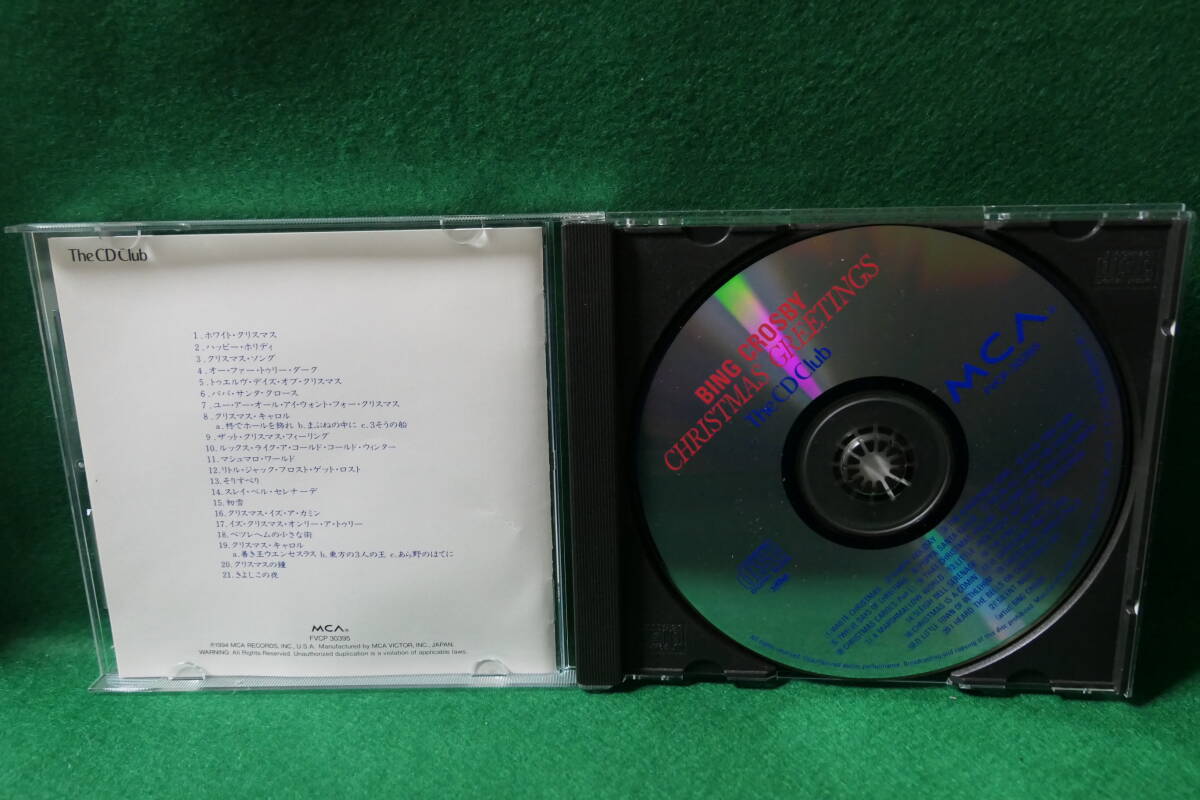 The CD Club
1. ホワイト・クリスマス
2. ハッピー・ホリディ
3. クリスマス・ソング
4. オー・ファー・トゥリー・ダーク
5. トゥエルヴ・デイズ・オブ・クリスマス
6. パパ・サンタ・クロース
7. ユー・アー・オール・アイ・ウォント・フォー・クリスマス
8. クリスマス・キャロル
a. 柊でホールを飾れ b. まぶねの中に c. 3そうの船
9. ザット・クリスマス・フィーリング
10. ルックス・ライク・ア・コールド・コールド・ウィンター
11. マシュマロ・ワールド
12. リトル・ジャック・フロスト・ゲット・ロスト
13. そりすべり
14. スレイ・ベル・セレナーデ
15. 初雪
16. クリスマス・イズ・ア・カミン
17. イズ・クリスマス・オンリー・ア・トゥリー
18. ベツレヘムの小さな街
19. クリスマス・キャロル
a. 善き王ウエンセスラス b. 東方の3人の王 c. あら野のはてに
20. クリスマスの鐘
21. きよしこの夜
MCA®
FVCP 30395
Ⓟ1994 MCA RECORDS, INC., U.S.A. Manufactured by MCA VICTOR, INC., JAPAN.
WARNING: All Rights Reserved. Unauthorized duplication is a violation of applicable laws.
BING CROSBY
CHRISTMAS GREETINGS
The CD Club
MCA®
FVCP 30395
1. WHITE CHRISTMAS